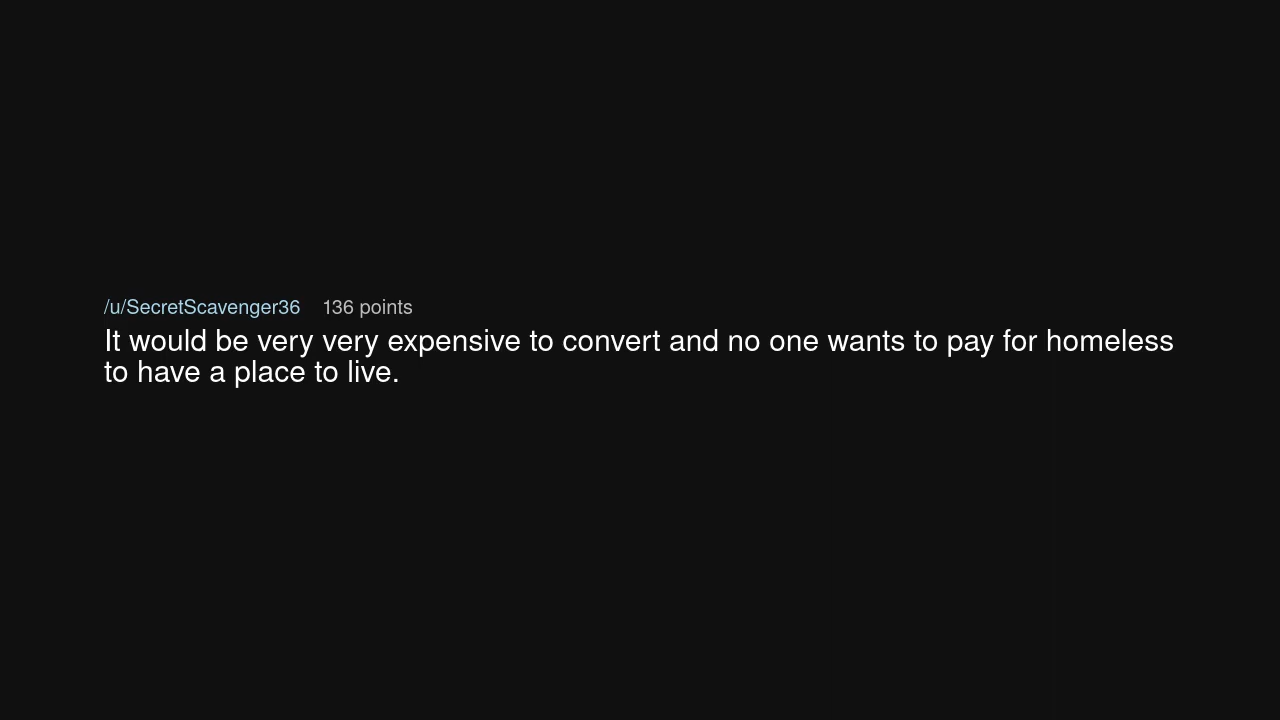 /u/SecretScavenger36 136 points
It would be very very expensive to convert and no one wants to pay for homeless
to have a place to live.